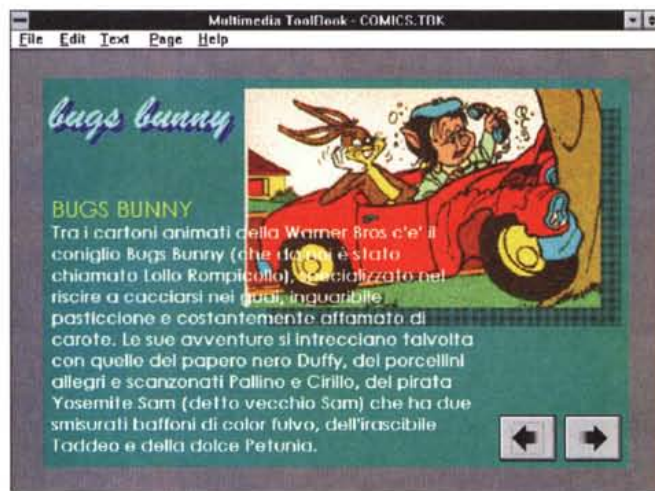 Multimedia ToolBook - COMICS.TBK
File Edit Text Page Help
bugs bunny
BUGS BUNNY
Tra i cartoni animati della Warner Bros c'e' il
coniglio Bugs Bunny (che da noi è stato
chiamato Lollo Rompicollo), specializzato nel
riscire a cacciarsi nei guai, inguaribile
pasticcione e costantemente affamato di
carote. Le sue avventure si intrecciano talvolta
con quelle del papero nero Duffy, dei porcellini
allegri e scanzonati Pallino e Cirillo, del pirata
Yosemite Sam (detto vecchio Sam) che ha due
smisurati baffoni di color fulvo, dell'irascibile
Taddeo e della dolce Petunia.